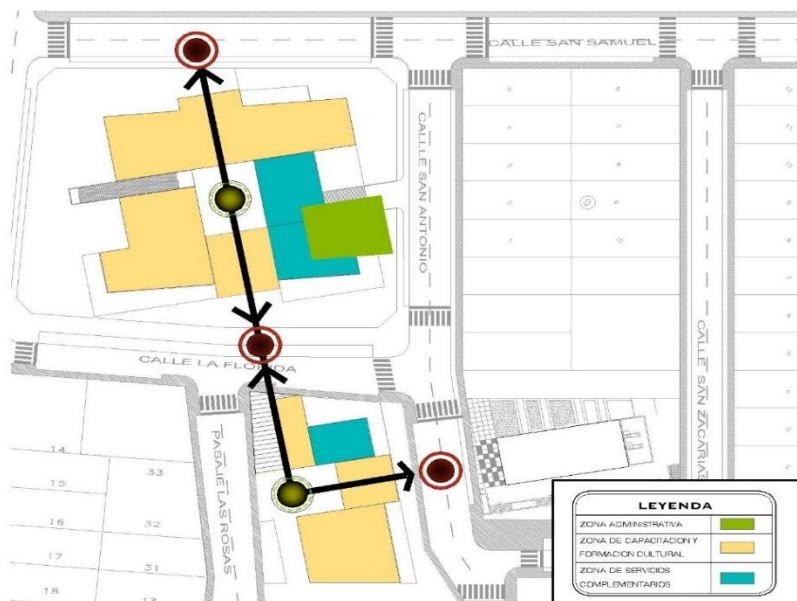 CALLE SAN SAMUEL
CALLLE SAN ANTONIO
CALLE LA FLORIDA
CALLE SAN ZACARIAS
PASAJE LAS ROSAS
14
33
15
16
32
17
31
18
LEYENDA
ZONA ADMINISTRATIVA
ZONA DE CAPACITACION Y
FORMACION CULTURAL
ZONA DE SERVICIOS
COMPLEMENTARIOS